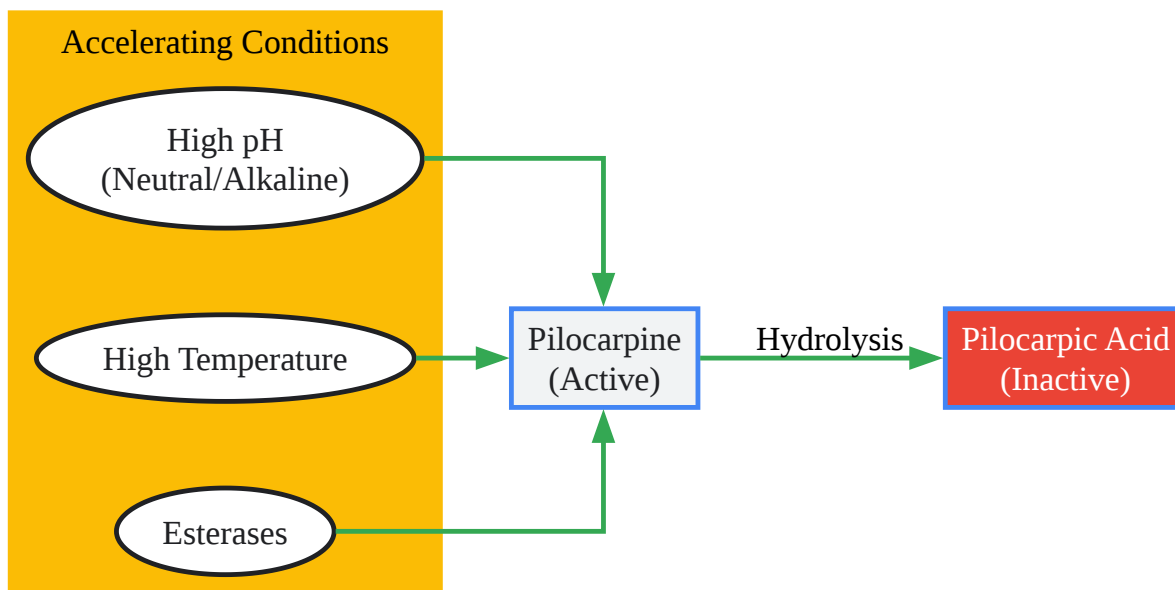 Accelerating Conditions
High pH
(Neutral/Alkaline)
High Temperature
Esterases
Pilocarpine
(Active)
Hydrolysis
Pilocarpic Acid
(Inactive)